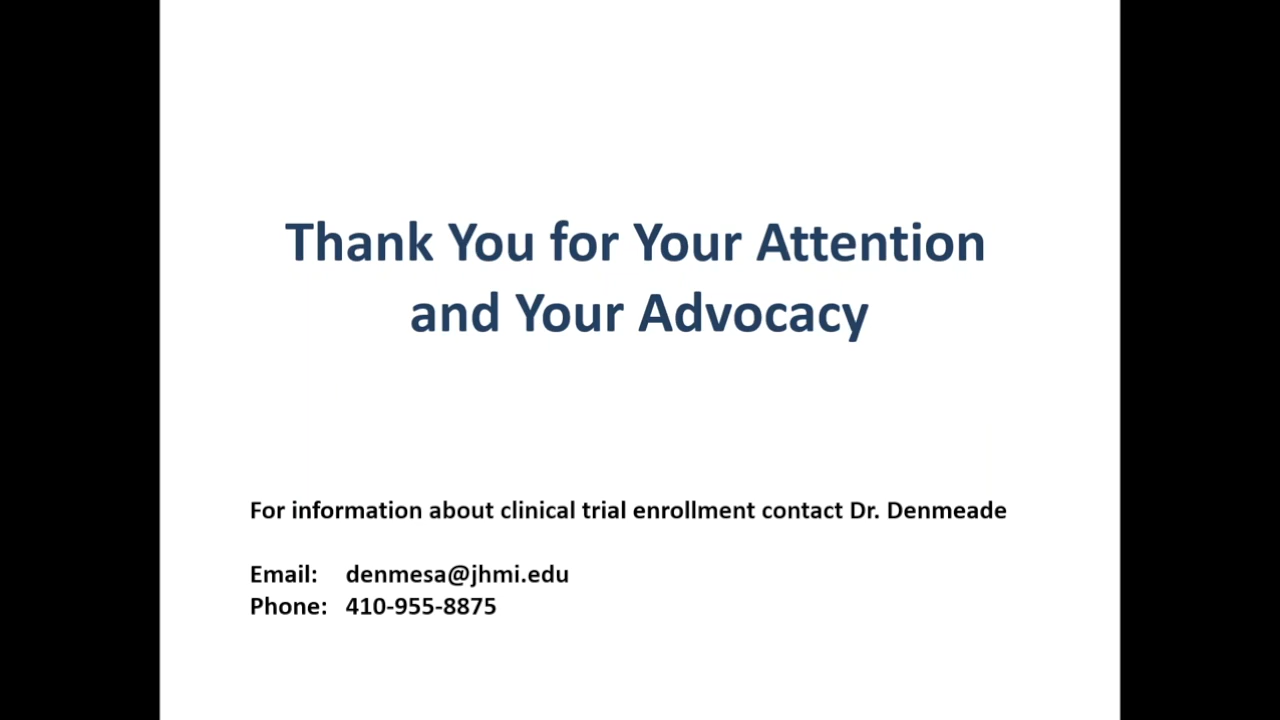 Thank You for Your Attention
and Your Advocacy
For information about clinical trial enrollment contact Dr. Denmeade
Email: denmesa@jhmi.edu
Phone: 410-955-8875